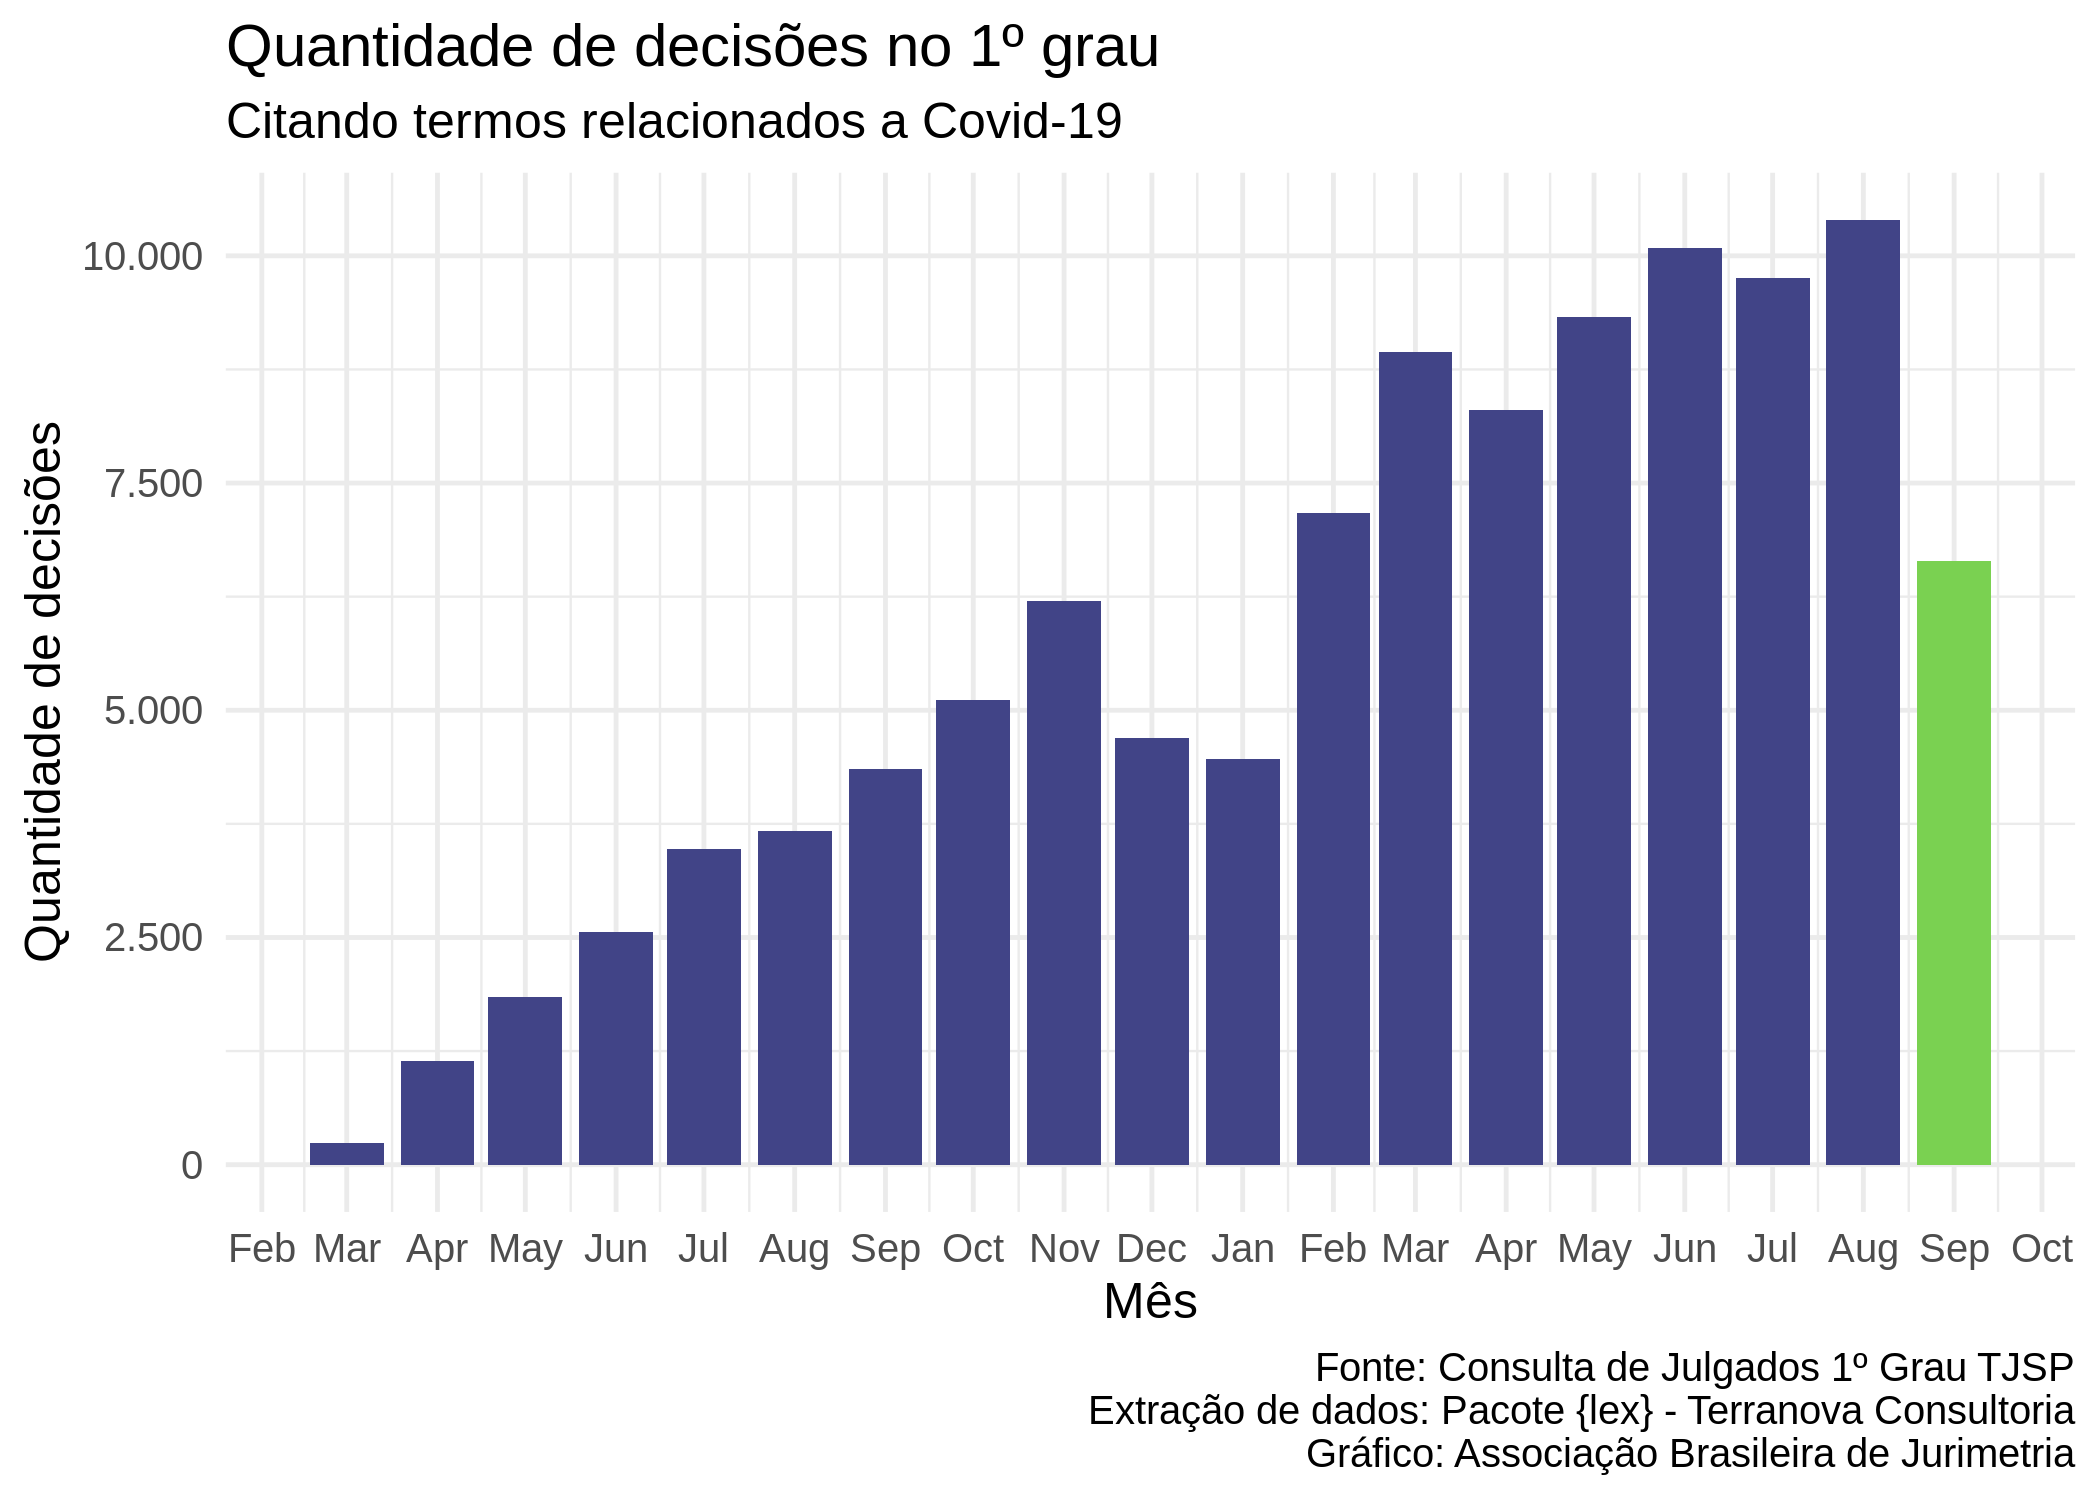 Quantidade de decisões no 1º grau
Citando termos relacionados a Covid-19
Quantidade de decisões
10.000
7.500
5.000
2.500
0
Feb Mar Apr May Jun Jul Aug Sep Oct Nov Dec Jan Feb Mar Apr May Jun Jul Aug Sep Oct
Mês
Fonte: Consulta de Julgados 1º Grau TJSP
Extração de dados: Pacote {lex} - Terranova Consultoria
Gráfico: Associação Brasileira de Jurimetria